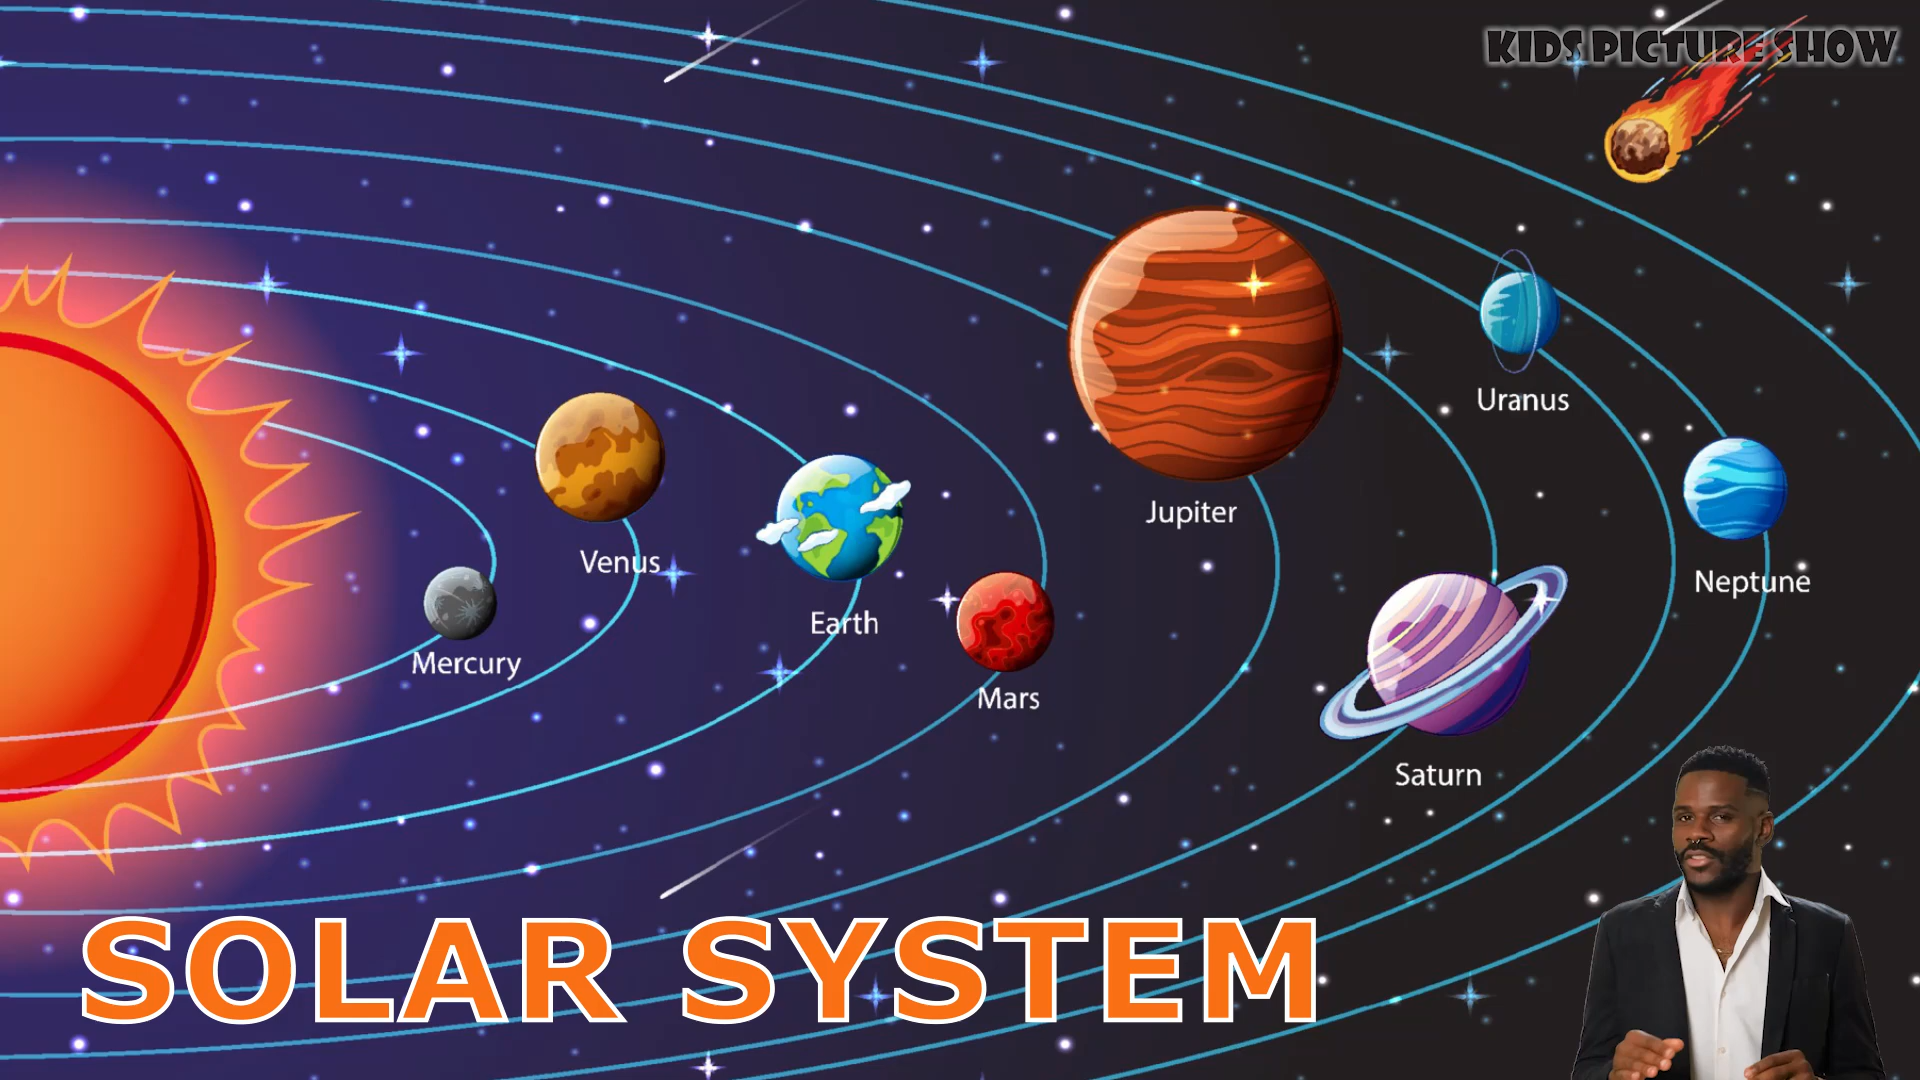 KIDS PICTURE SHOW
Uranus
Jupiter
Venus
Neptune
Earth
Mercury
Mars
Saturn
SOLAR SYSTEM